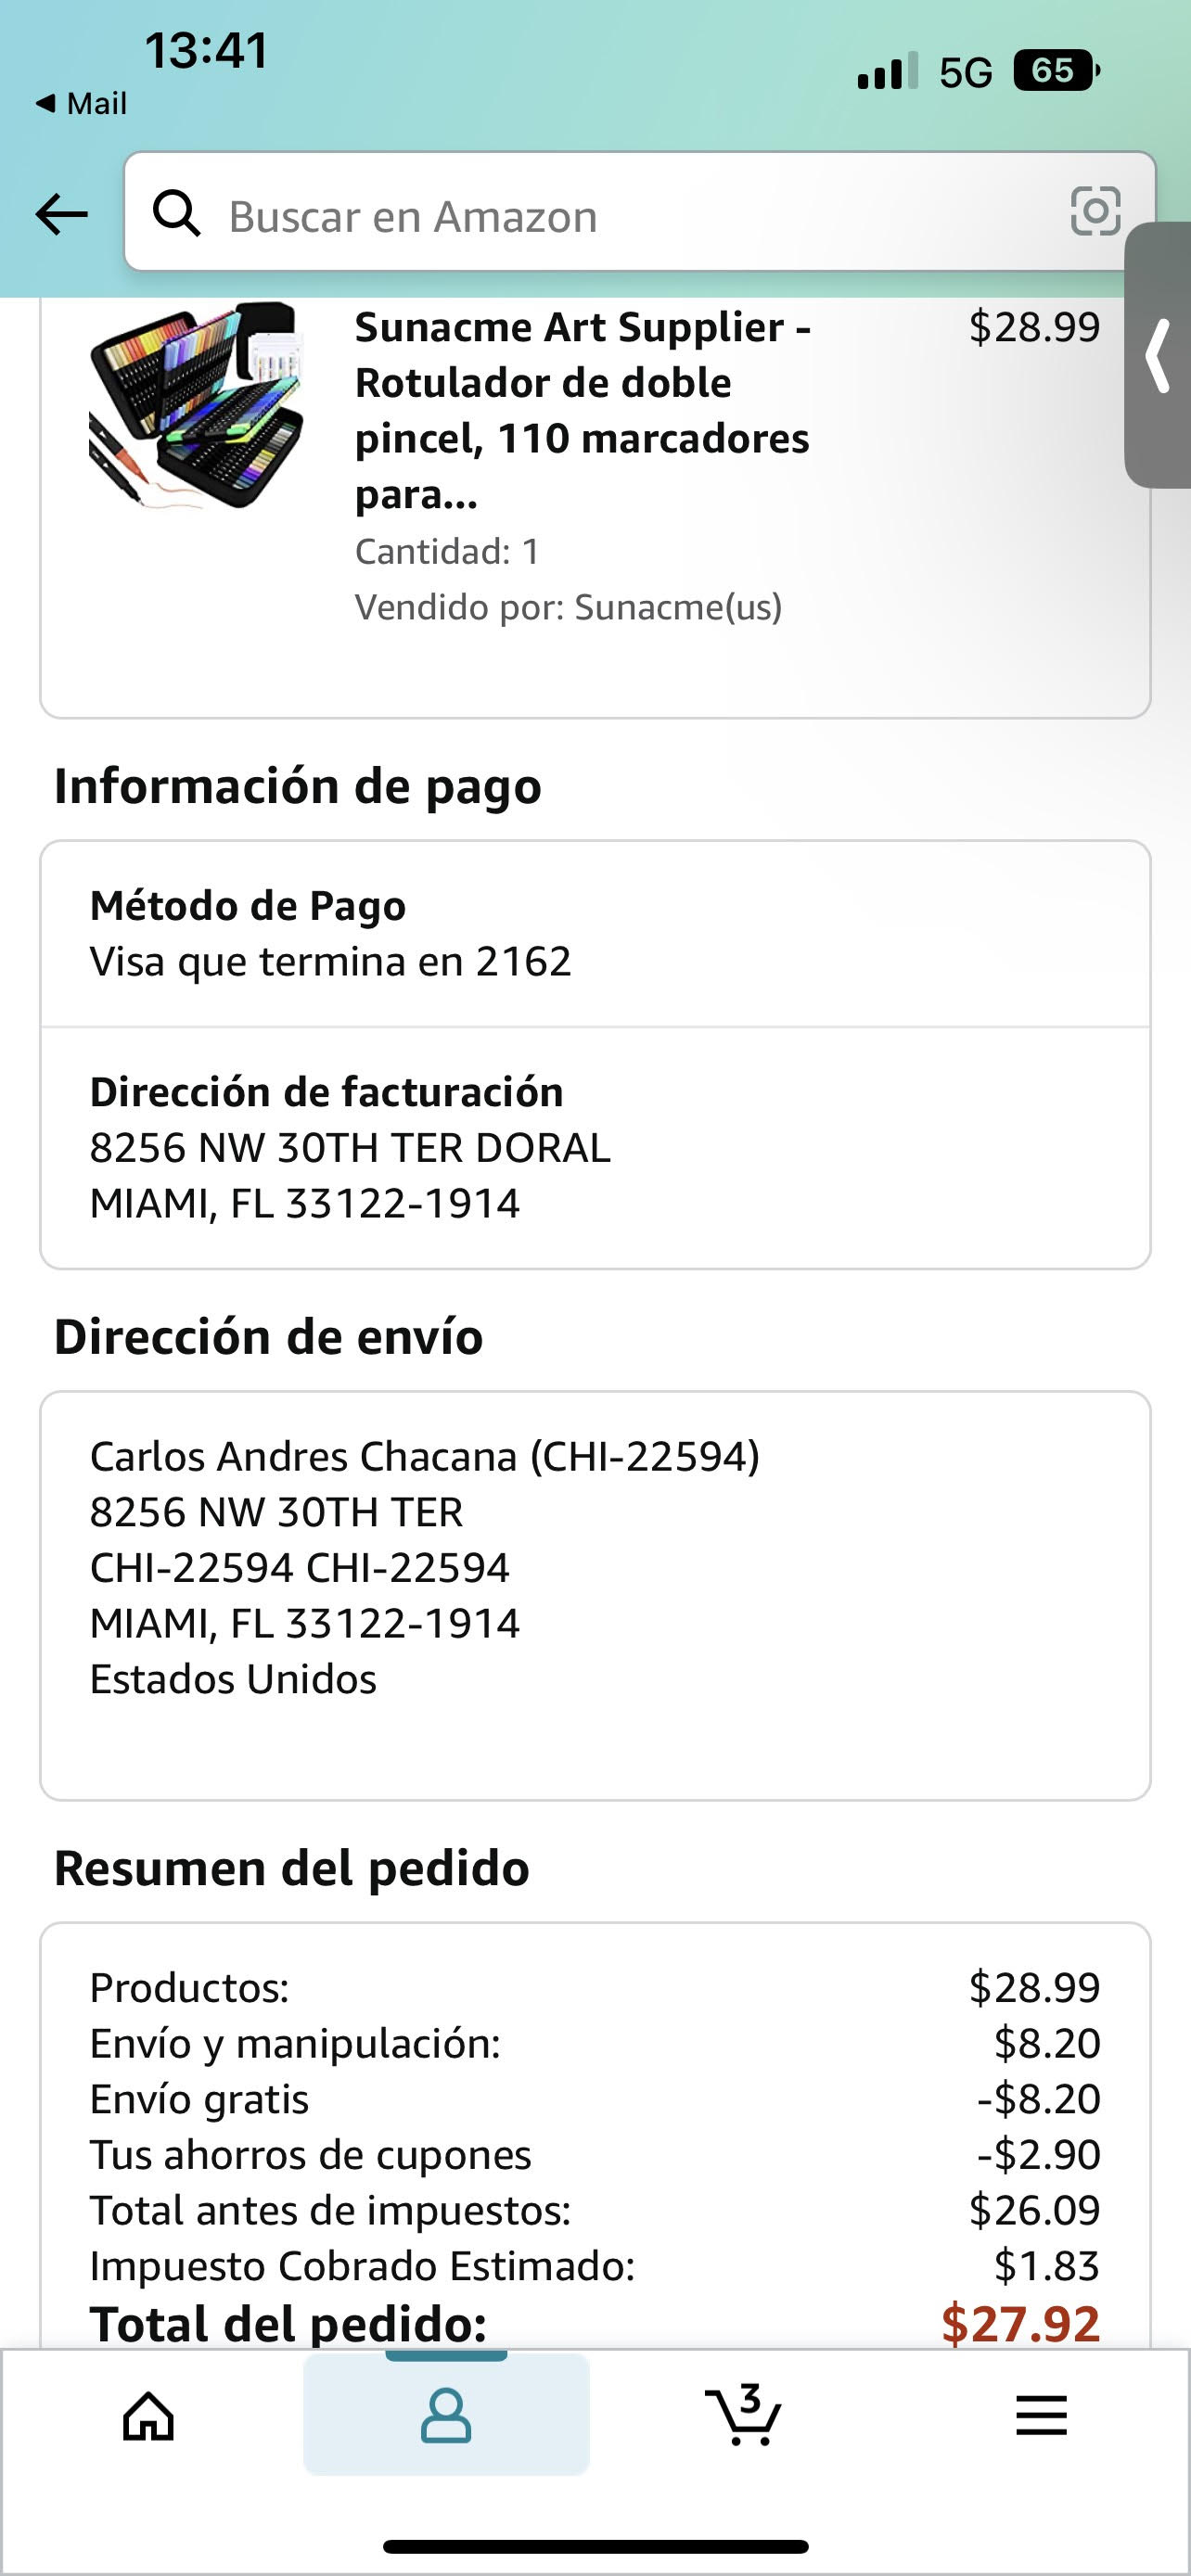 13:41
5G
65
◀ Mail
Buscar en Amazon
Sunacme Art Supplier -
$28.99
Rotulador de doble
pincel, 110 marcadores
para...
Cantidad: 1
Vendido por: Sunacme(us)
Información de pago
Método de Pago
Visa que termina en 2162
Dirección de facturación
8256 NW 30TH TER DORAL
MIAMI, FL 33122-1914
Dirección de envío
Carlos Andres Chacana (CHI-22594)
8256 NW 30TH TER
CHI-22594 CHI-22594
MIAMI, FL 33122-1914
Estados Unidos
Resumen del pedido
Productos: $28.99
Envío y manipulación: $8.20
Envío gratis -$8.20
Tus ahorros de cupones -$2.90
Total antes de impuestos: $26.09
Impuesto Cobrado Estimado: $1.83
Total del pedido: $27.92
3